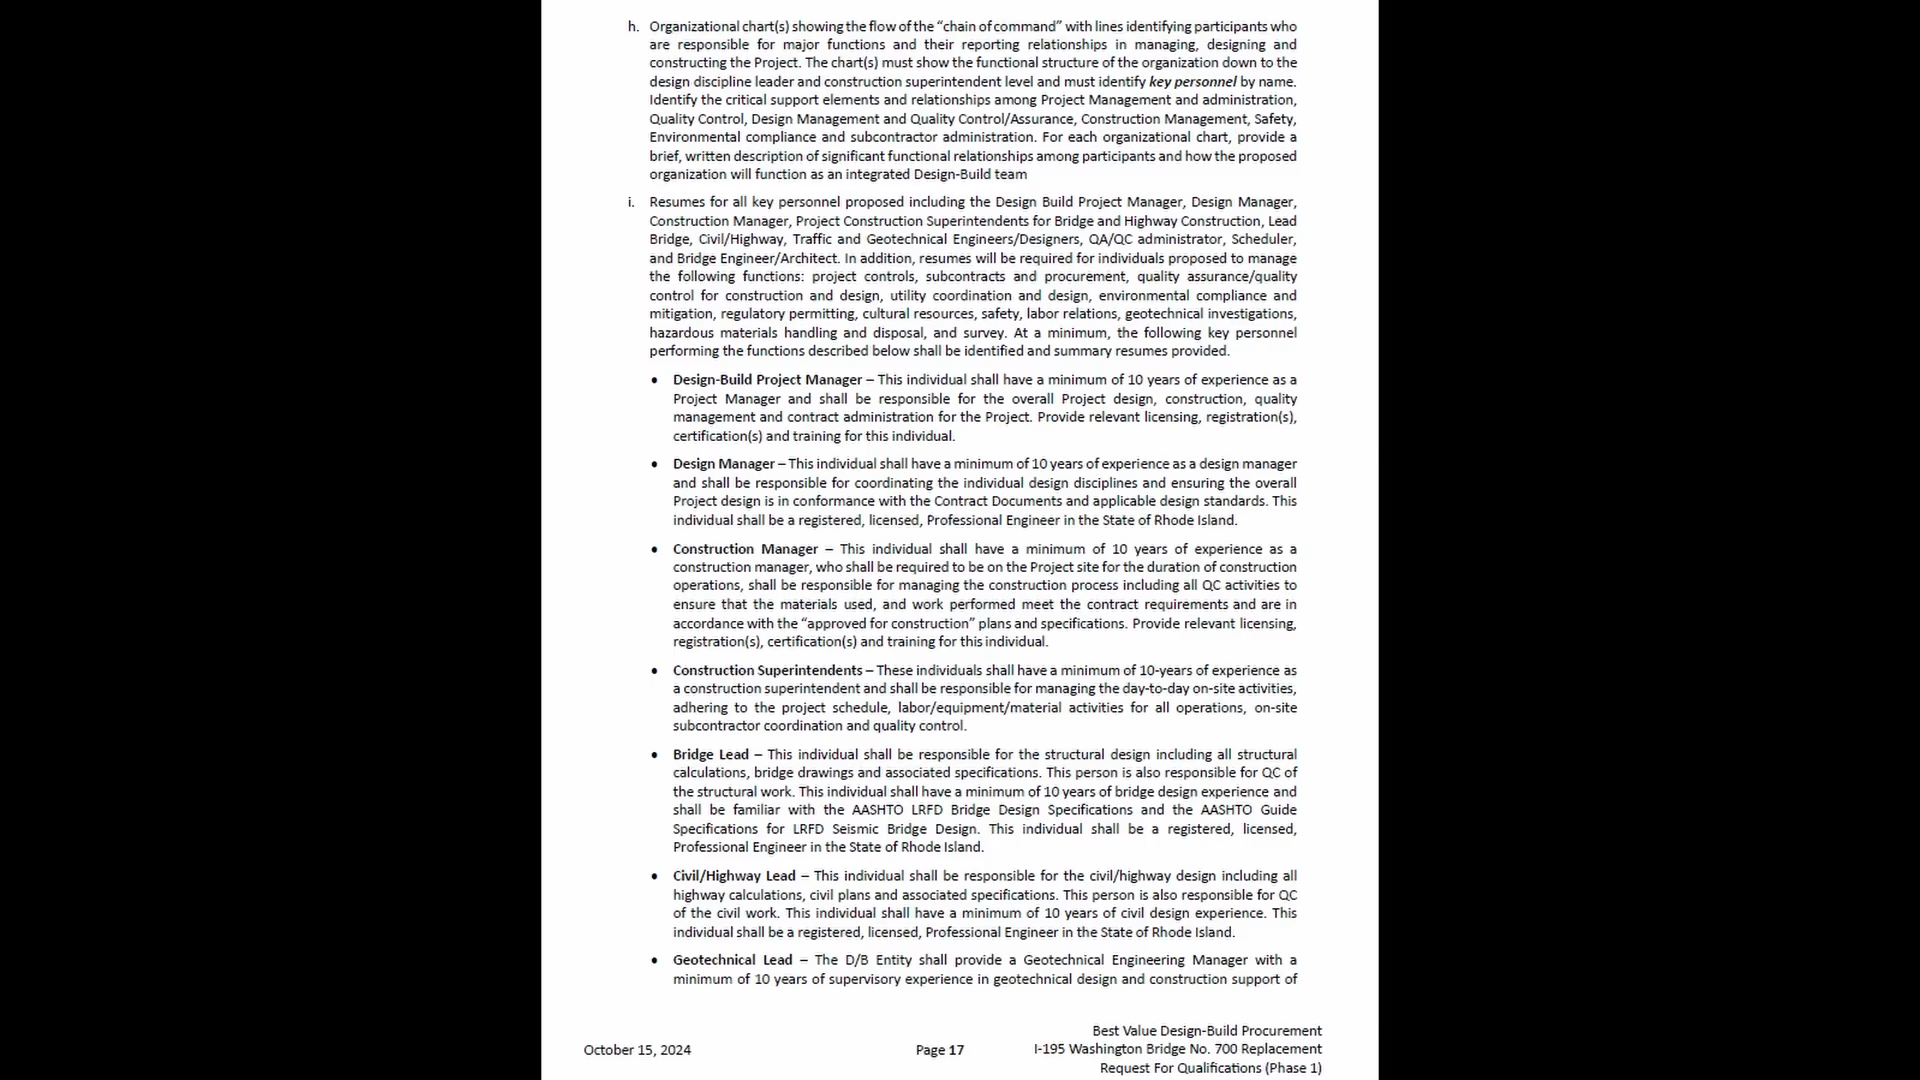 h. Organizational chart(s) showing the flow of the “chain of command” with lines identifying participants who
are responsible for major functions and their reporting relationships in managing, designing and
constructing the Project. The chart(s) must show the functional structure of the organization down to the
design discipline leader and construction superintendent level and must identify key personnel by name.
Identify the critical support elements and relationships among Project Management and administration,
Quality Control, Design Management and Quality Control/Assurance, Construction Management, Safety,
Environmental compliance and subcontractor administration. For each organizational chart, provide a
brief, written description of significant functional relationships among participants and how the proposed
organization will function as an integrated Design-Build team
i. Resumes for all key personnel proposed including the Design Build Project Manager, Design Manager,
Construction Manager, Project Construction Superintendents for Bridge and Highway Construction, Lead
Bridge, Civil/Highway, Traffic and Geotechnical Engineers/Designers, QA/QC administrator, Scheduler,
and Bridge Engineer/Architect. In addition, resumes will be required for individuals proposed to manage
the following functions: project controls, subcontracts and procurement, quality assurance/quality
control for construction and design, utility coordination and design, environmental compliance and
mitigation, regulatory permitting, cultural resources, safety, labor relations, geotechnical investigations,
hazardous materials handling and disposal, and survey. At a minimum, the following key personnel
performing the functions described below shall be identified and summary resumes provided.
• Design-Build Project Manager – This individual shall have a minimum of 10 years of experience as a
Project Manager and shall be responsible for the overall Project design, construction, quality
management and contract administration for the Project. Provide relevant licensing, registration(s),
certification(s) and training for this individual.
• Design Manager – This individual shall have a minimum of 10 years of experience as a design manager
and shall be responsible for coordinating the individual design disciplines and ensuring the overall
Project design is in conformance with the Contract Documents and applicable design standards. This
individual shall be a registered, licensed, Professional Engineer in the State of Rhode Island.
• Construction Manager – This individual shall have a minimum of 10 years of experience as a
construction manager, who shall be required to be on the Project site for the duration of construction
operations, shall be responsible for managing the construction process including all QC activities to
ensure that the materials used, and work performed meet the contract requirements and are in
accordance with the “approved for construction” plans and specifications. Provide relevant licensing,
registration(s), certification(s) and training for this individual.
• Construction Superintendents – These individuals shall have a minimum of 10-years of experience as
a construction superintendent and shall be responsible for managing the day-to-day on-site activities,
adhering to the project schedule, labor/equipment/material activities for all operations, on-site
subcontractor coordination and quality control.
• Bridge Lead – This individual shall be responsible for the structural design including all structural
calculations, bridge drawings and associated specifications. This person is also responsible for QC of
the structural work. This individual shall have a minimum of 10 years of bridge design experience and
shall be familiar with the AASHTO LRFD Bridge Design Specifications and the AASHTO Guide
Specifications for LRFD Seismic Bridge Design. This individual shall be a registered, licensed,
Professional Engineer in the State of Rhode Island.
• Civil/Highway Lead – This individual shall be responsible for the civil/highway design including all
highway calculations, civil plans and associated specifications. This person is also responsible for QC
of the civil work. This individual shall have a minimum of 10 years of civil design experience. This
individual shall be a registered, licensed, Professional Engineer in the State of Rhode Island.
• Geotechnical Lead – The D/B Entity shall provide a Geotechnical Engineering Manager with a
minimum of 10 years of supervisory experience in geotechnical design and construction support of
Best Value Design-Build Procurement
October 15, 2024 Page 17 I-195 Washington Bridge No. 700 Replacement
Request For Qualifications (Phase 1)